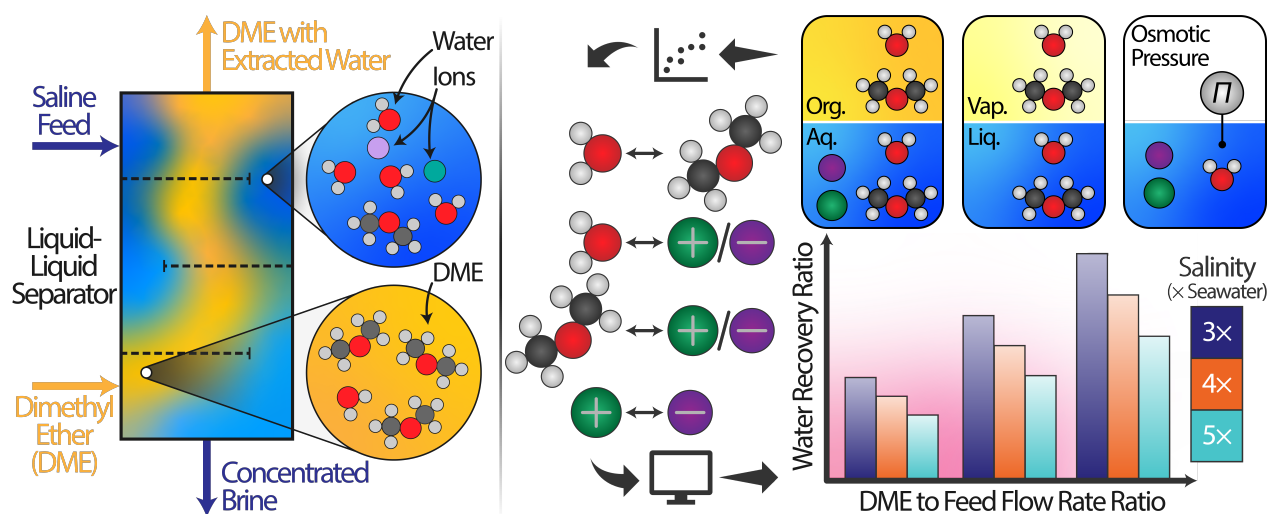 DME with
Extracted Water
Saline
Feed
Water
Ions
Liquid-
Liquid
Separator
DME
Dimethyl
Ether
(DME)
Concentrated
Brine
+ / −
+ / −
+ −
Org.
Aq.
Vap.
Liq.
Osmotic
Pressure
Π
Water Recovery Ratio
DME to Feed Flow Rate Ratio
Salinity
(× Seawater)
3×
4×
5×